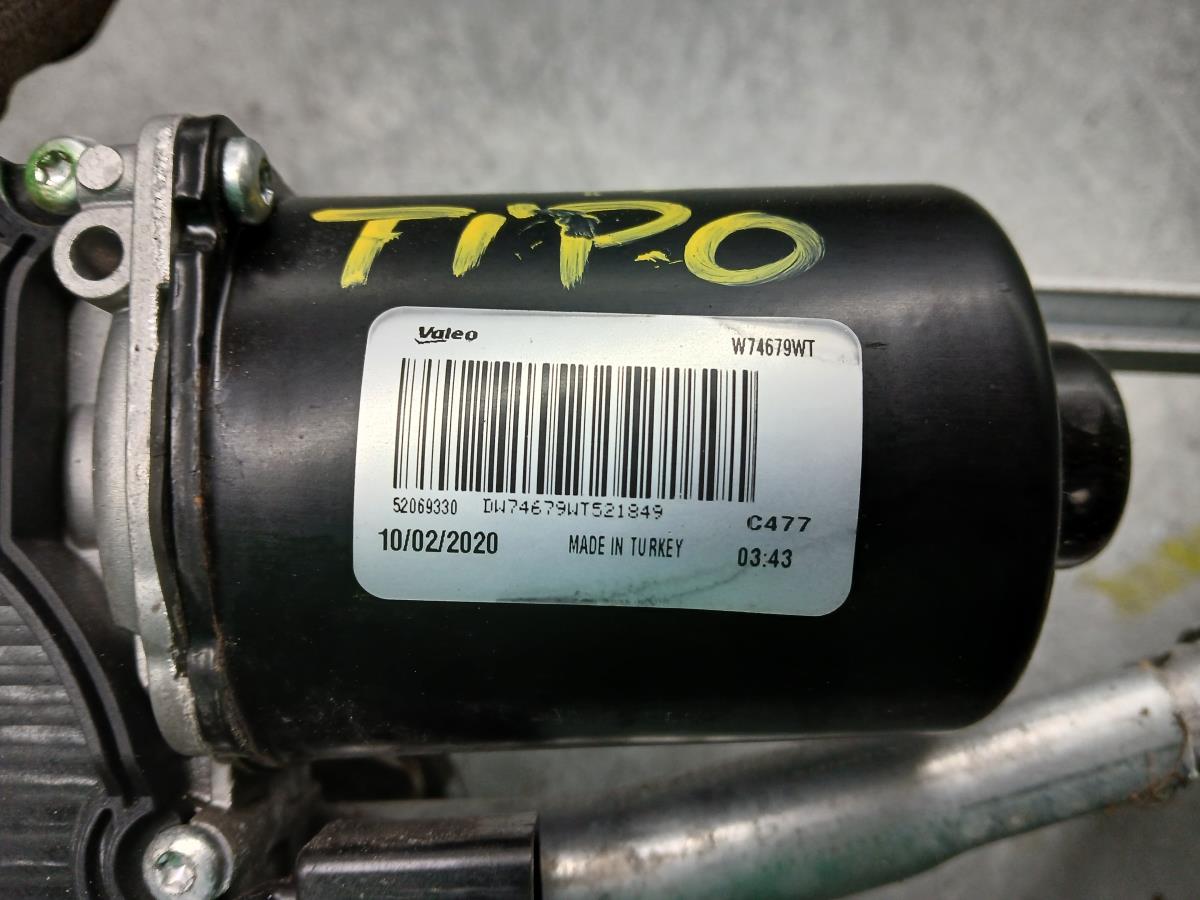 TiPO
Valeo
W74679WT
52069330 DW74679WT521849
C477
10/02/2020 MADE IN TURKEY 03:43